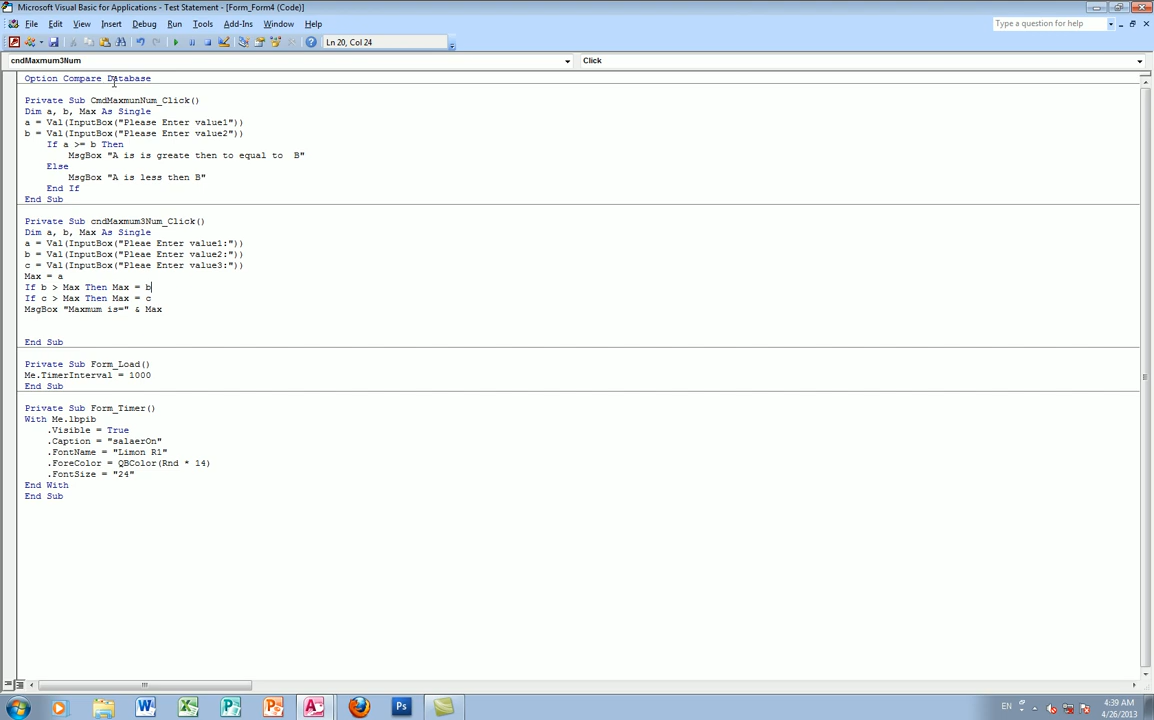 Microsoft Visual Basic for Applications - Test Statement - [Form_Form4 (Code)]
File Edit View Insert Debug Run Tools Add-Ins Window Help
Type a question for help
Ln 20, Col 24
cndMaxmum3Num
Click
Option Compare Database
Private Sub CmdMaxmunNum_Click()
Dim a, b, Max As Single
a = Val(InputBox("Please Enter value1"))
b = Val(InputBox("Please Enter value2"))
If a >= b Then
MsgBox "A is is greate then to equal to  B"
Else
MsgBox "A is less then B"
End If
End Sub
Private Sub cndMaxmum3Num_Click()
Dim a, b, Max As Single
a = Val(InputBox("Pleae Enter value1:"))
b = Val(InputBox("Pleae Enter value2:"))
c = Val(InputBox("Pleae Enter value3:"))
Max = a
If b > Max Then Max = b
If c > Max Then Max = c
MsgBox "Maxmum is=" & Max
End Sub
Private Sub Form_Load()
Me.TimerInterval = 1000
End Sub
Private Sub Form_Timer()
With Me.lbpib
.Visible = True
.Caption = "salaerOn"
.FontName = "Limon R1"
.ForeColor = QBColor(Rnd * 14)
.FontSize = "24"
End With
End Sub
EN
4:39 AM
4/26/2013